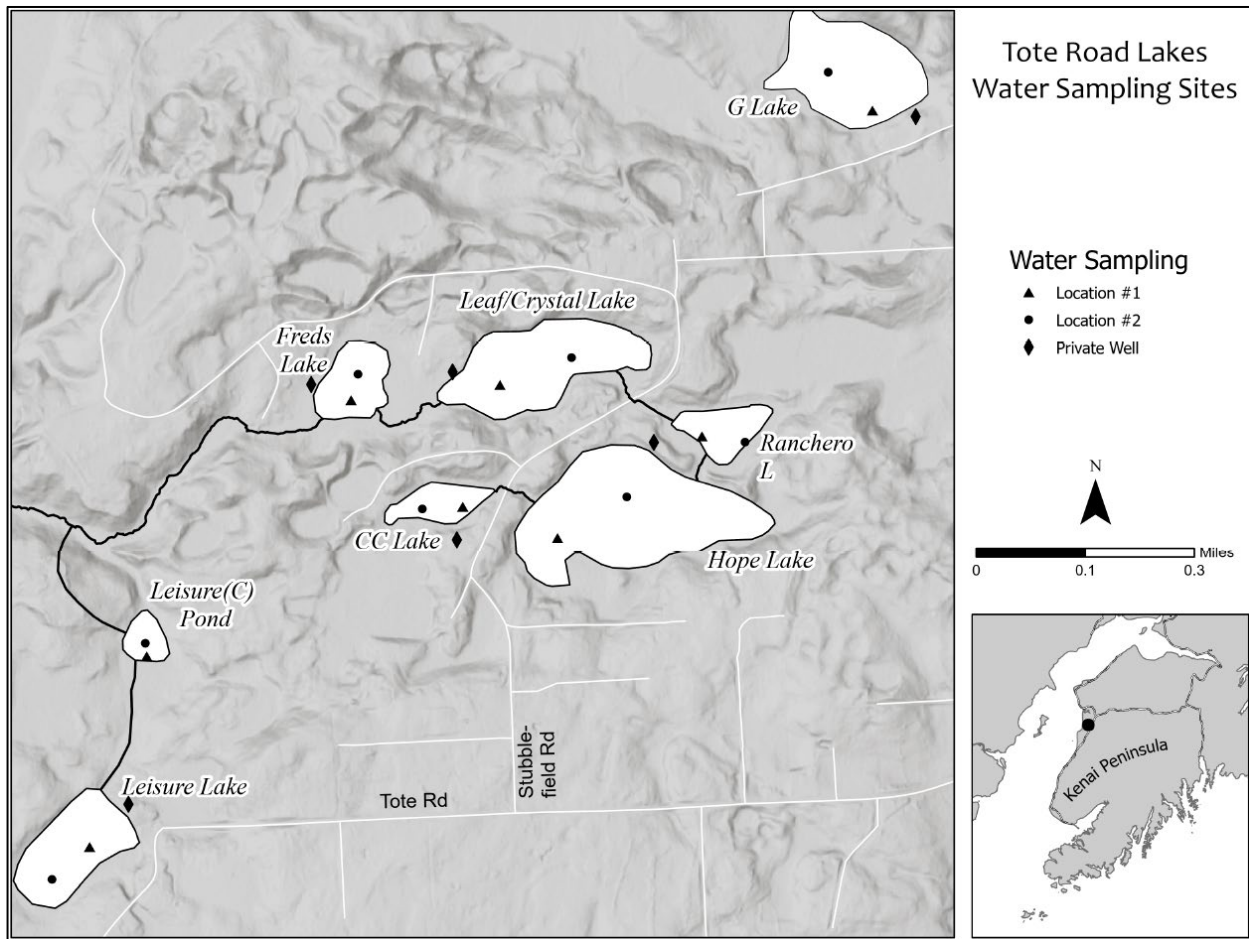 Tote Road Lakes
Water Sampling Sites
G Lake
Water Sampling
Location #1
Location #2
Private Well
Leaf/Crystal Lake
Freds
Lake
Ranchero
L
CC Lake
Hope Lake
N
Miles
0
0.1
0.3
Leisure(C)
Pond
Stubble-
field Rd
Leisure Lake
Tote Rd
Kenai Peninsula